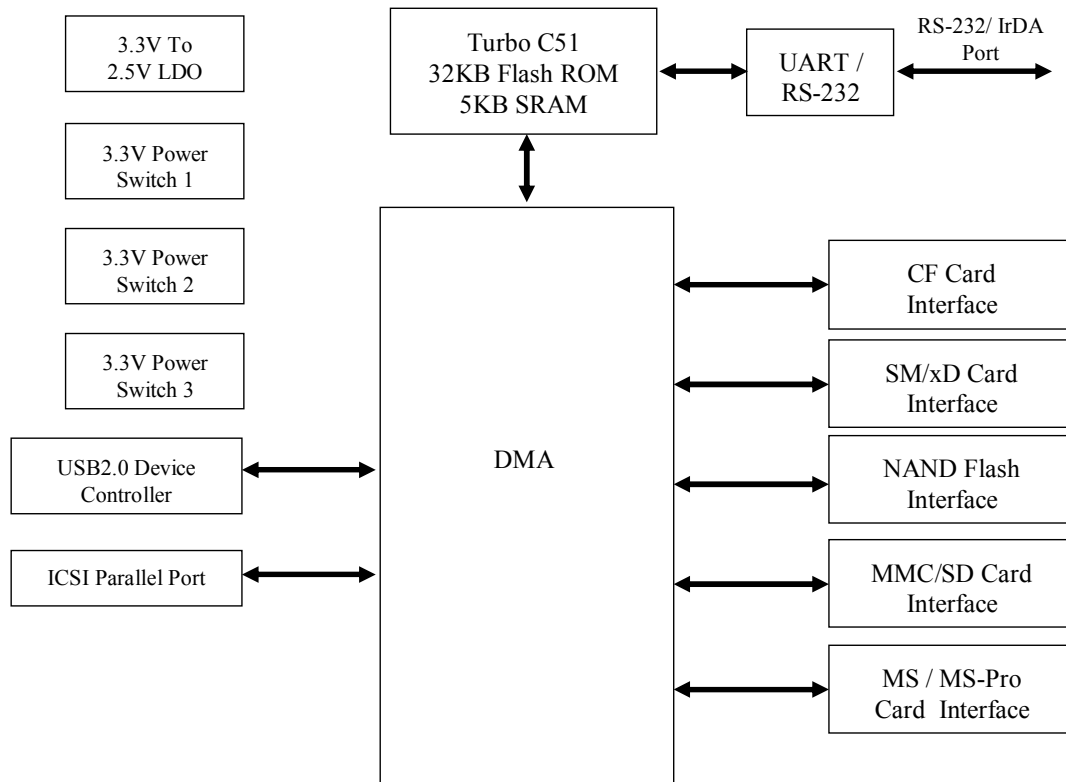 3.3V To
2.5V LDO
Turbo C51
32KB Flash ROM
5KB SRAM
UART /
RS-232
RS-232/ IrDA
Port
3.3V Power
Switch 1
3.3V Power
Switch 2
3.3V Power
Switch 3
USB2.0 Device
Controller
ICSI Parallel Port
DMA
CF Card
Interface
SM/xD Card
Interface
NAND Flash
Interface
MMC/SD Card
Interface
MS / MS-Pro
Card Interface